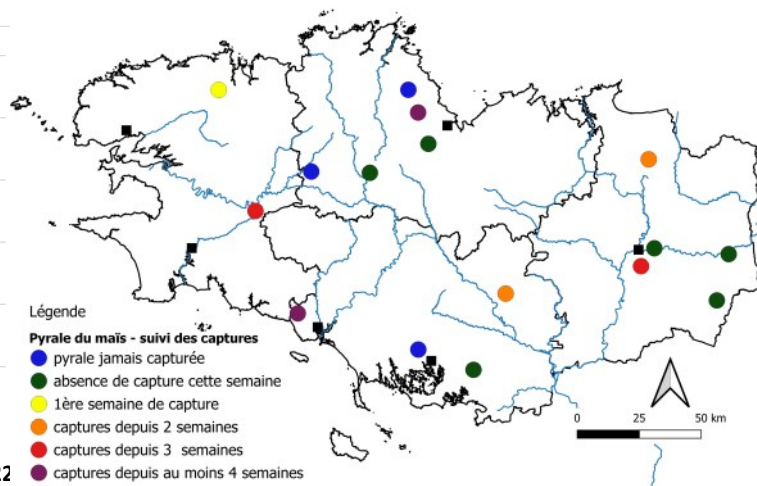 Légende
Pyrale du maïs - suivi des captures
pyrale jamais capturée
absence de capture cette semaine
1ère semaine de capture
captures depuis 2 semaines
captures depuis 3 semaines
captures depuis au moins 4 semaines
0 25 50 km